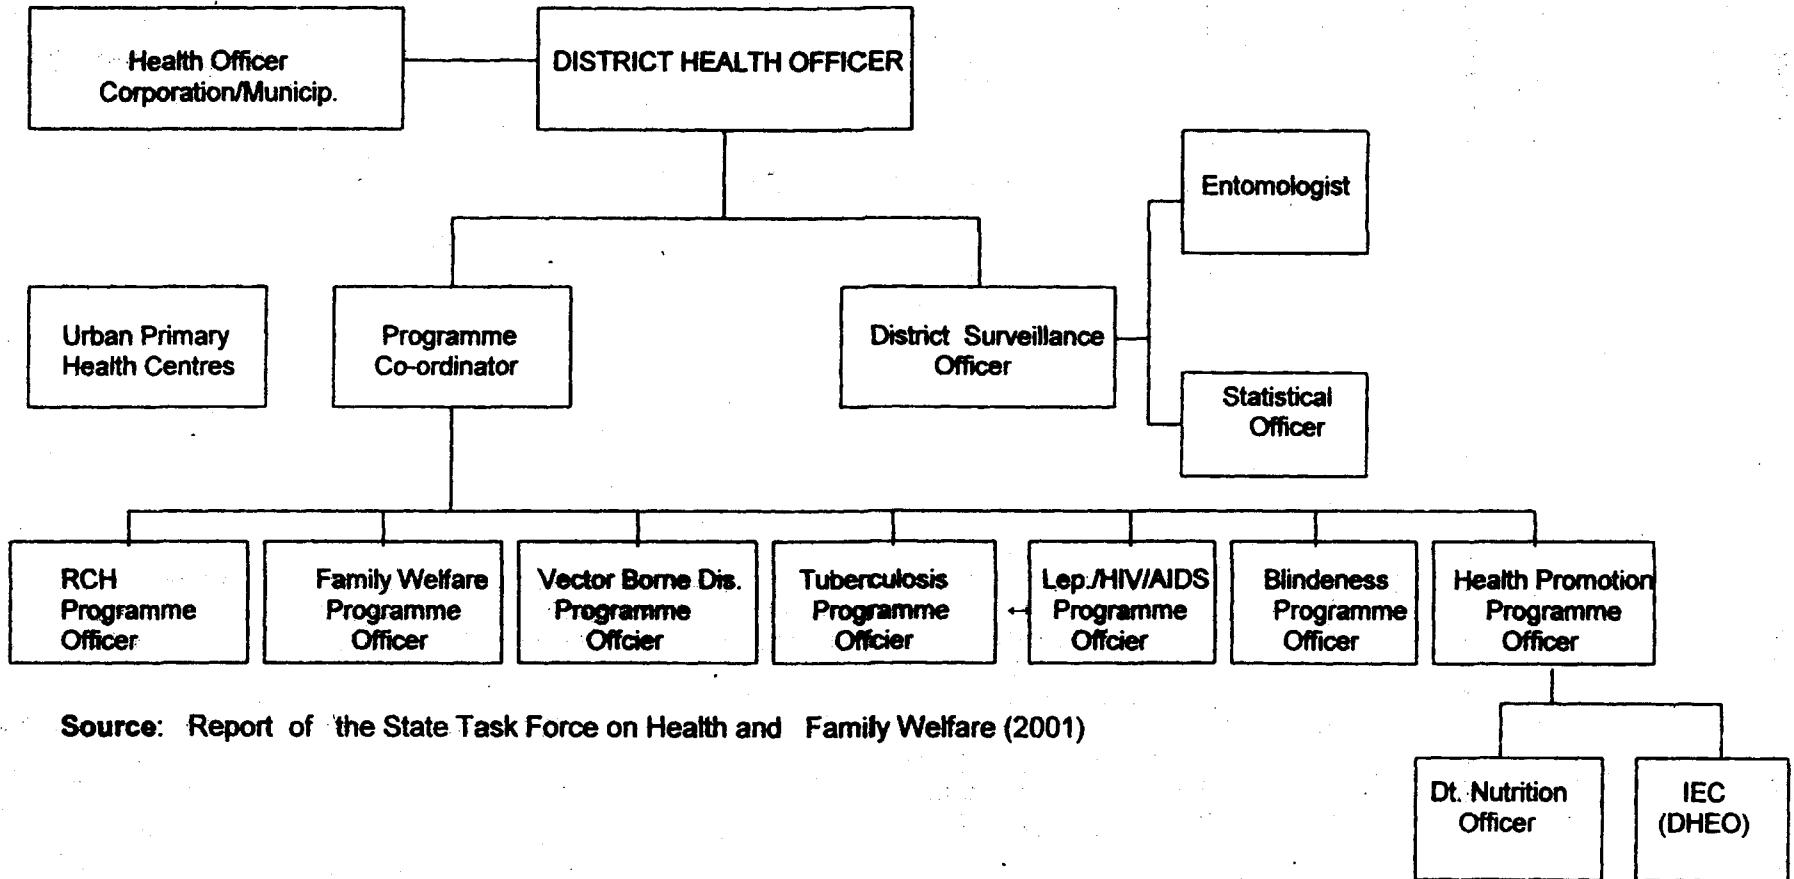 Health Officer
Corporation/Municip.
DISTRICT HEALTH OFFICER
Entomologist
Urban Primary
Health Centres
Programme
Co-ordinator
District Surveillance
Officer
Statistical
Officer
RCH
Programme
Officer
Family Welfare
Programme
Officer
Vector Borne Dis.
Programme
Offcier
Tuberculosis
Programme
Offcier
Lep./HIV/AIDS
Programme
Offcier
Blindeness
Programme
Officer
Health Promotion
Programme
Officer
Source: Report of the State Task Force on Health and Family Welfare (2001)
Dt. Nutrition
Officer
IEC
(DHEO)